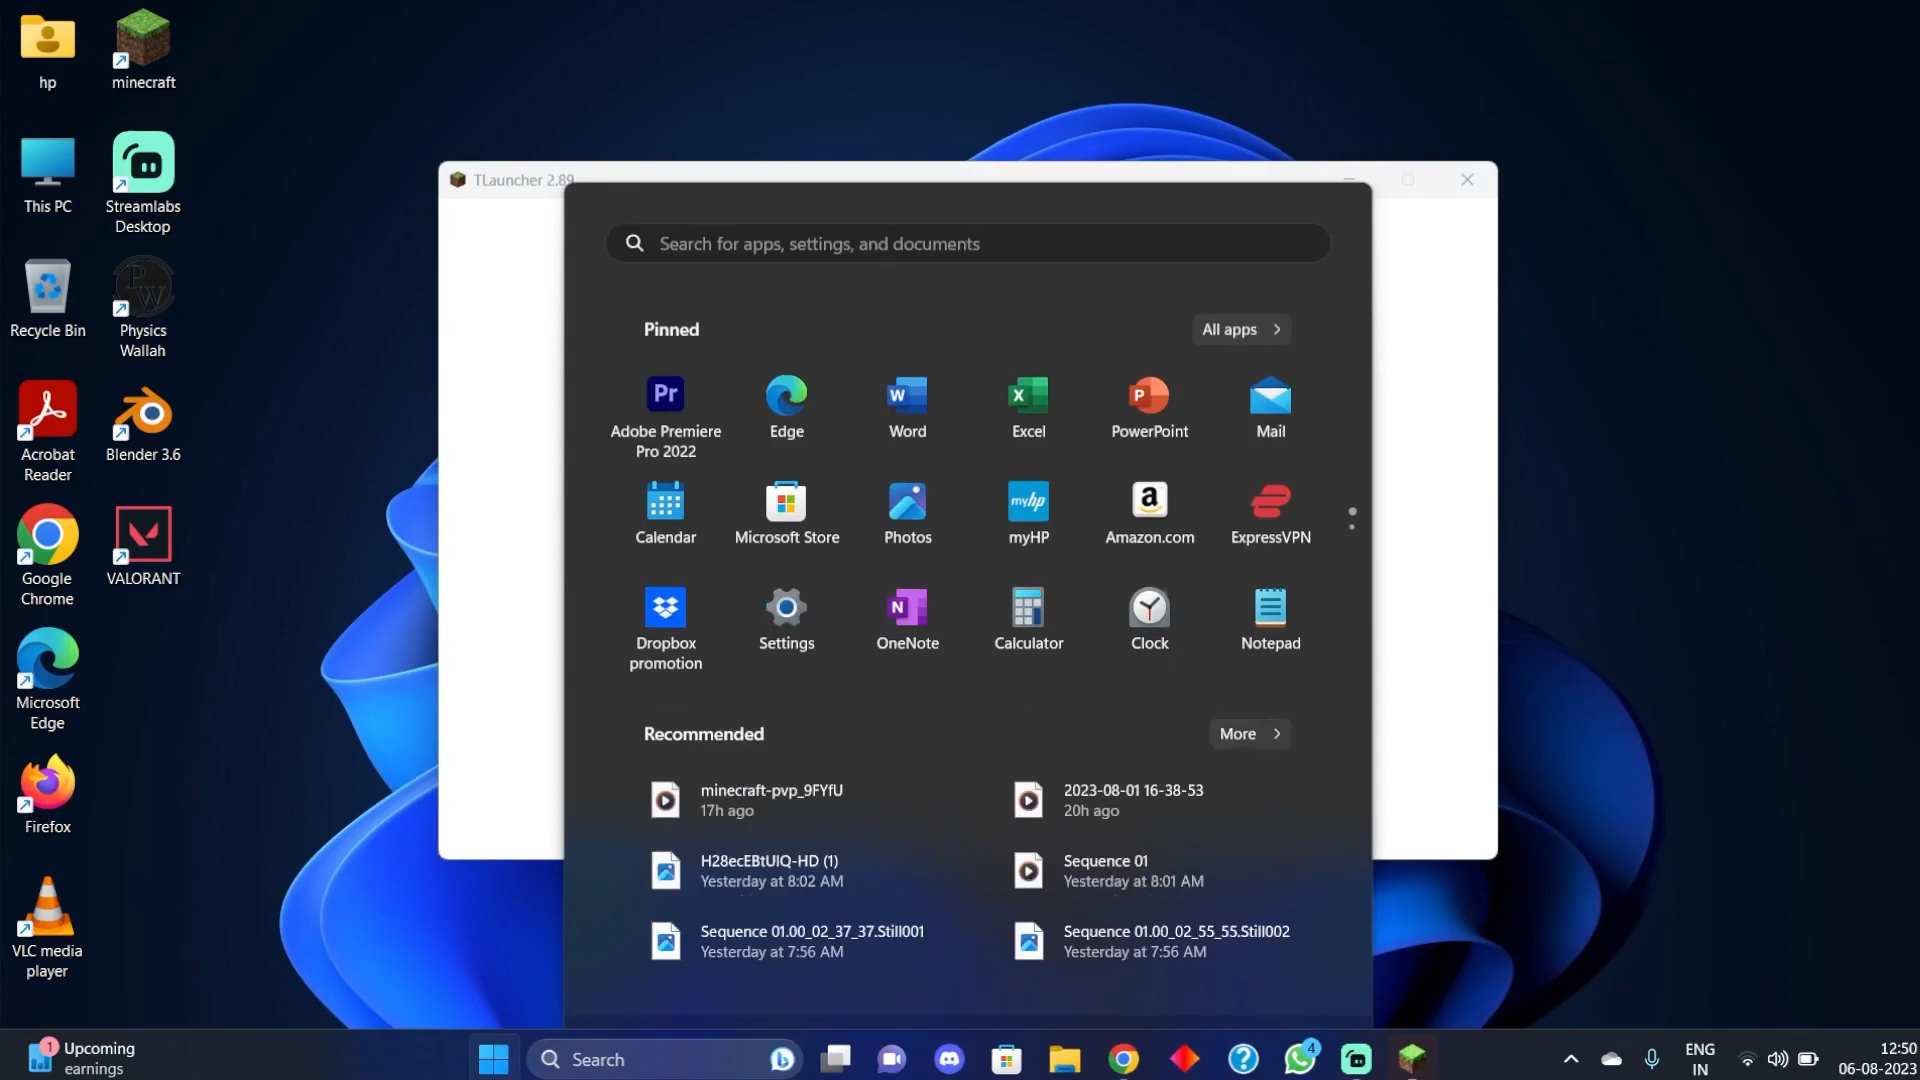 hp
minecraft
This PC
Streamlabs
Desktop
Recycle Bin
Physics
Wallah
Acrobat
Reader
Blender 3.6
Google
Chrome
VALORANT
Microsoft
Edge
Firefox
VLC media
player
TLauncher 2.89
Search for apps, settings, and documents
Pinned
All apps
Pr
Adobe Premiere
Pro 2022
Edge
W
Word
X
Excel
P
PowerPoint
Mail
Calendar
Microsoft Store
Photos
myhp
myHP
a
Amazon.com
ExpressVPN
Dropbox
promotion
Settings
N
OneNote
Calculator
Clock
Notepad
Recommended
More
minecraft-pvp_9FYfU
17h ago
2023-08-01 16-38-53
20h ago
H28ecEBtUIQ-HD (1)
Yesterday at 8:02 AM
Sequence 01
Yesterday at 8:01 AM
Sequence 01.00_02_37_37.Still001
Yesterday at 7:56 AM
Sequence 01.00_02_55_55.Still002
Yesterday at 7:56 AM
1
Upcoming
earnings
Search
4
ENG
IN
12:50
06-08-2023